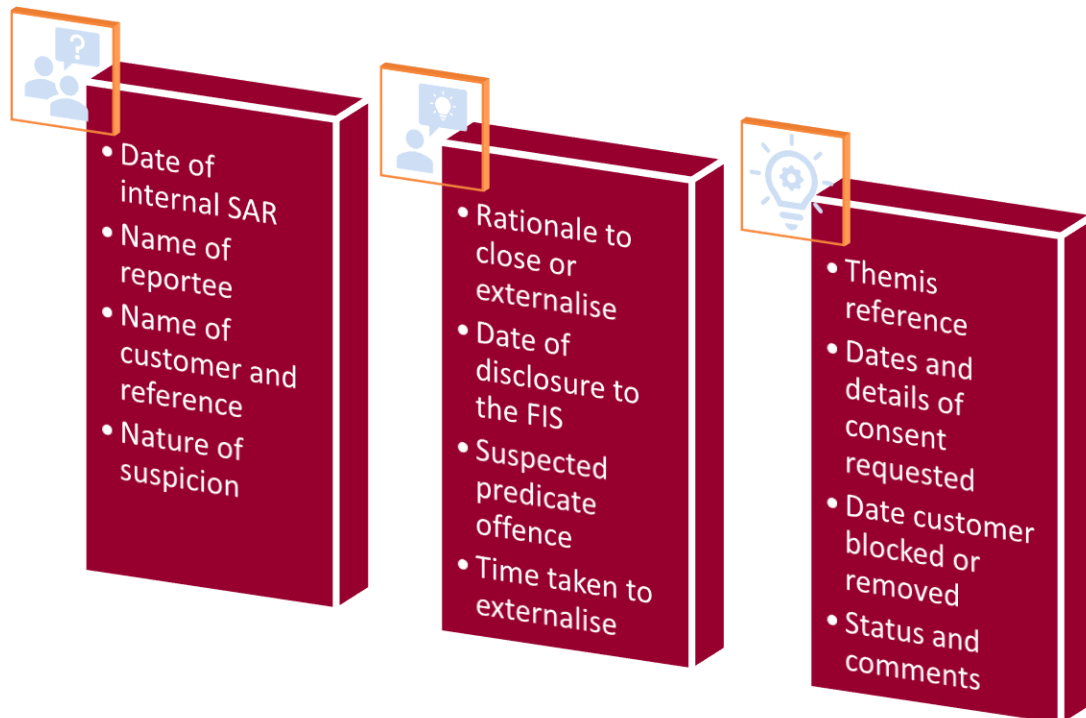 ?
• Date of
internal SAR
• Name of
reportee
• Name of
customer and
reference
• Nature of
suspicion
• Rationale to
close or
externalise
• Date of
disclosure to
the FIS
• Suspected
predicate
offence
• Time taken to
externalise
• Themis
reference
• Dates and
details of
consent
requested
• Date customer
blocked or
removed
• Status and
comments